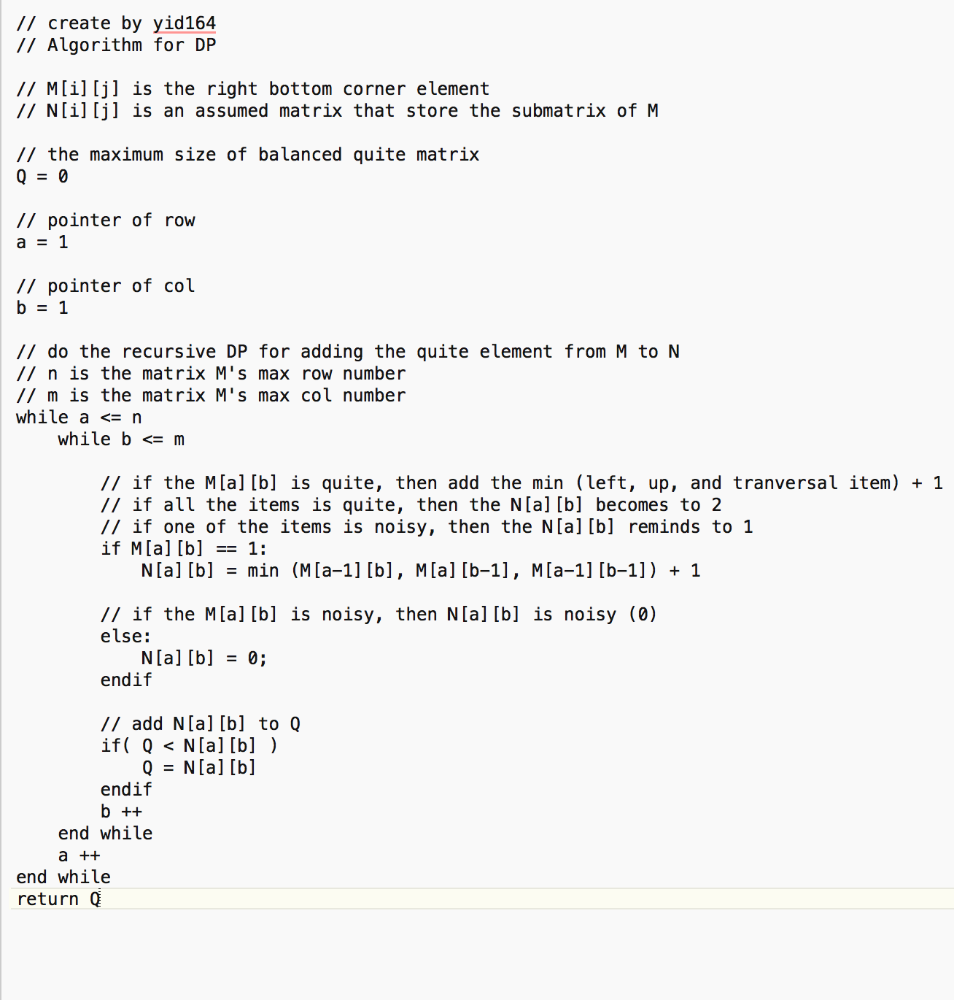 // create by yid164
// Algorithm for DP
// M[i][j] is the right bottom corner element
// N[i][j] is an assumed matrix that store the submatrix of M
// the maximum size of balanced quite matrix
Q = 0
// pointer of row
a = 1
// pointer of col
b = 1
// do the recursive DP for adding the quite element from M to N
// n is the matrix M's max row number
// m is the matrix M's max col number
while a <= n
while b <= m
// if the M[a][b] is quite, then add the min (left, up, and tranversal item) + 1
// if all the items is quite, then the N[a][b] becomes to 2
// if one of the items is noisy, then the N[a][b] reminds to 1
if M[a][b] == 1:
N[a][b] = min (M[a-1][b], M[a][b-1], M[a-1][b-1]) + 1
// if the M[a][b] is noisy, then N[a][b] is noisy (0)
else:
N[a][b] = 0;
endif
// add N[a][b] to Q
if( Q < N[a][b] )
Q = N[a][b]
endif
b ++
end while
a ++
end while
return Q